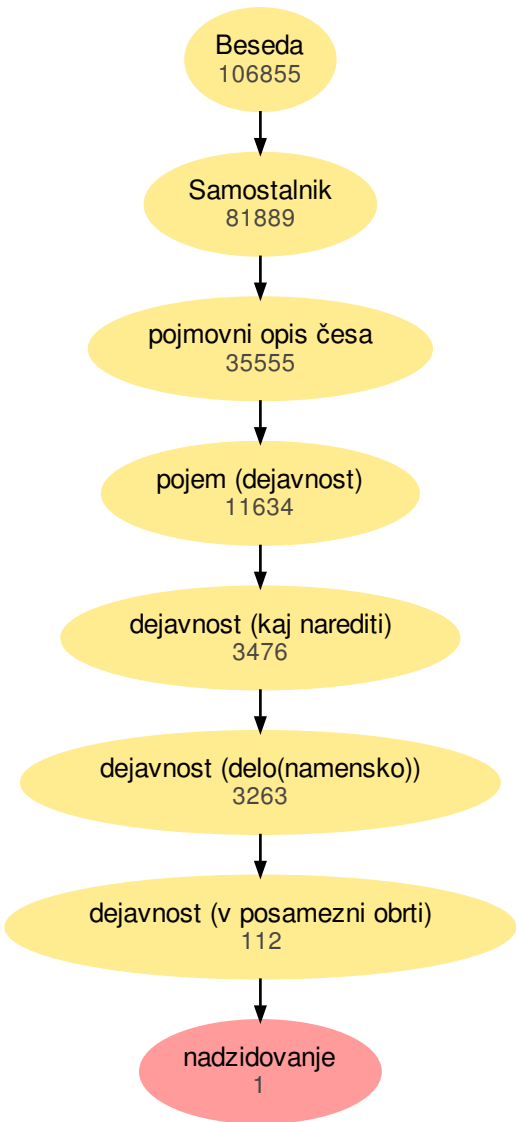 Beseda
106855
Samostalnik
81889
pojmovni opis česa
35555
pojem (dejavnost)
11634
dejavnost (kaj narediti)
3476
dejavnost (delo(namensko))
3263
dejavnost (v posamezni obrti)
112
nadzidovanje
1